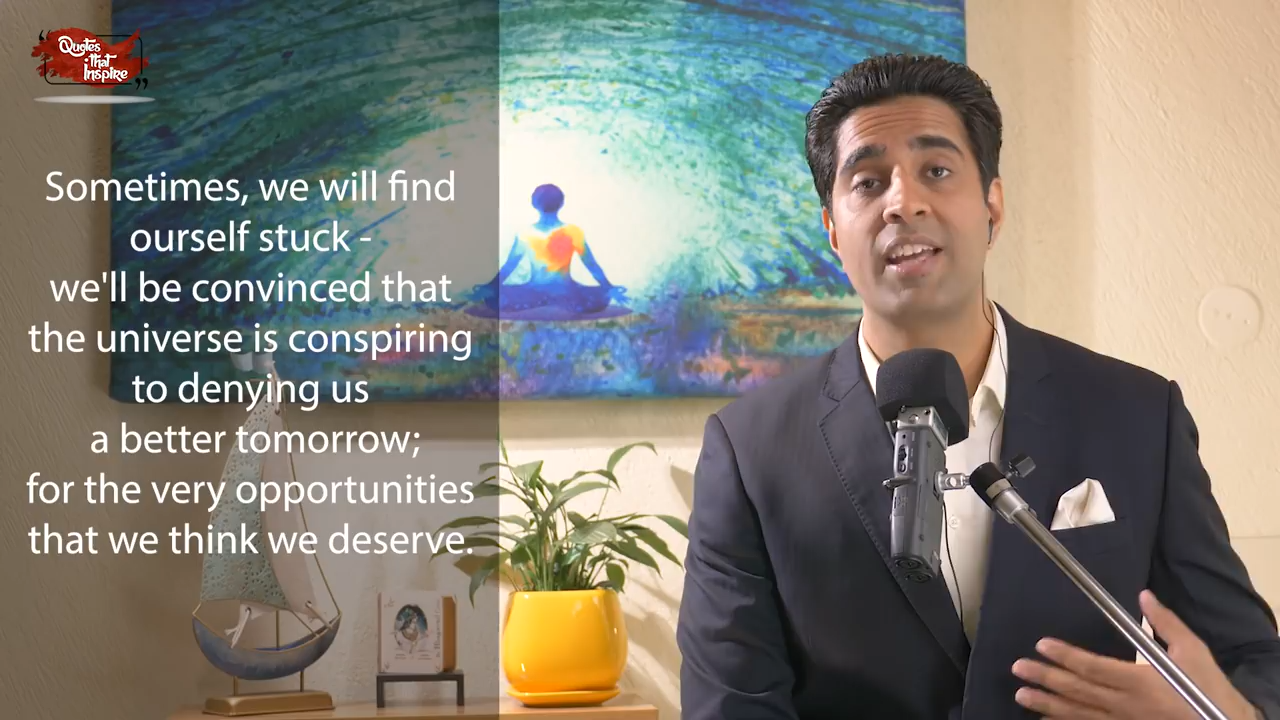 Quotes
that
Inspire
Sometimes, we will find
ourself stuck -
we'll be convinced that
the universe is conspiring
to denying us
a better tomorrow;
for the very opportunities
that we think we deserve.